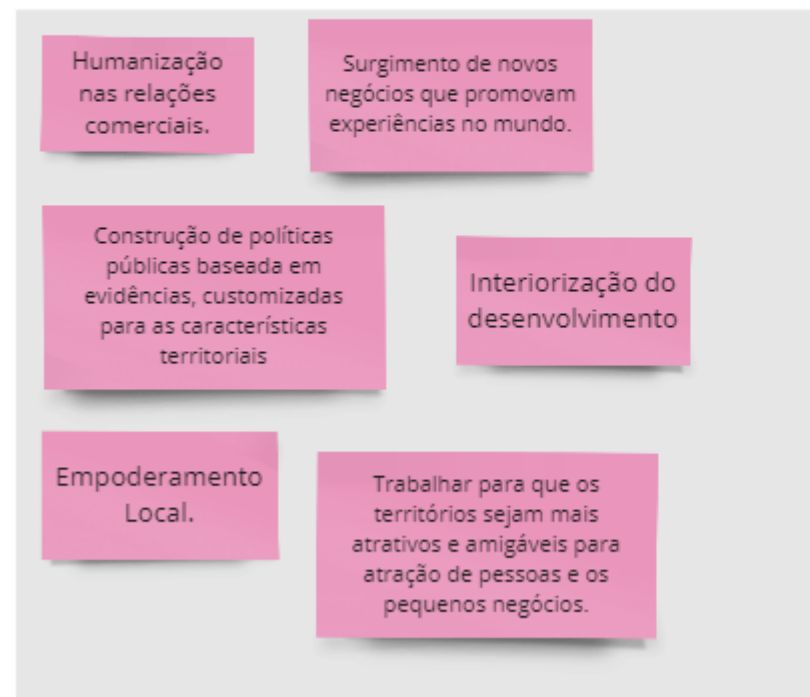 Humanização
nas relações
comerciais.
Surgimento de novos
negócios que promovam
experiências no mundo.
Construção de políticas
públicas baseada em
evidências, customizadas
para as características
territoriais
Interiorização do
desenvolvimento
Empoderamento
Local.
Trabalhar para que os
territórios sejam mais
atrativos e amigáveis para
atração de pessoas e os
pequenos negócios.